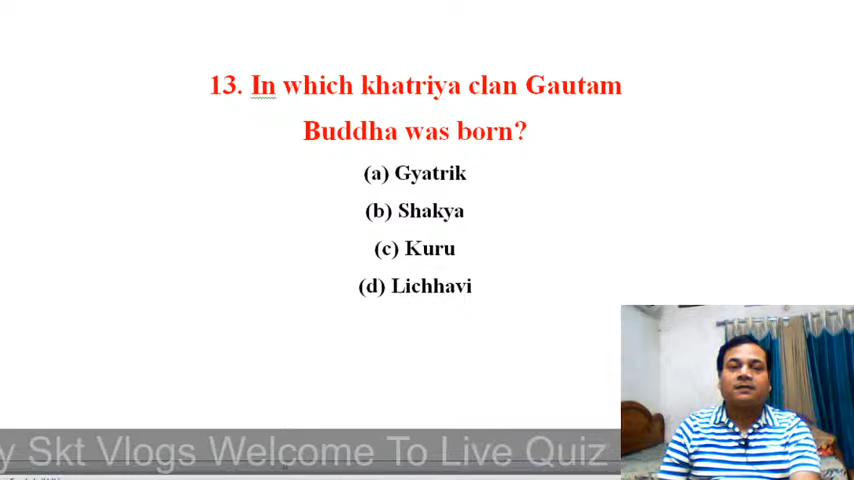 13. In which khatriya clan Gautam
Buddha was born?
(a) Gyatrik
(b) Shakya
(c) Kuru
(d) Lichhavi
y Skt Vlogs Welcome To Live Quiz